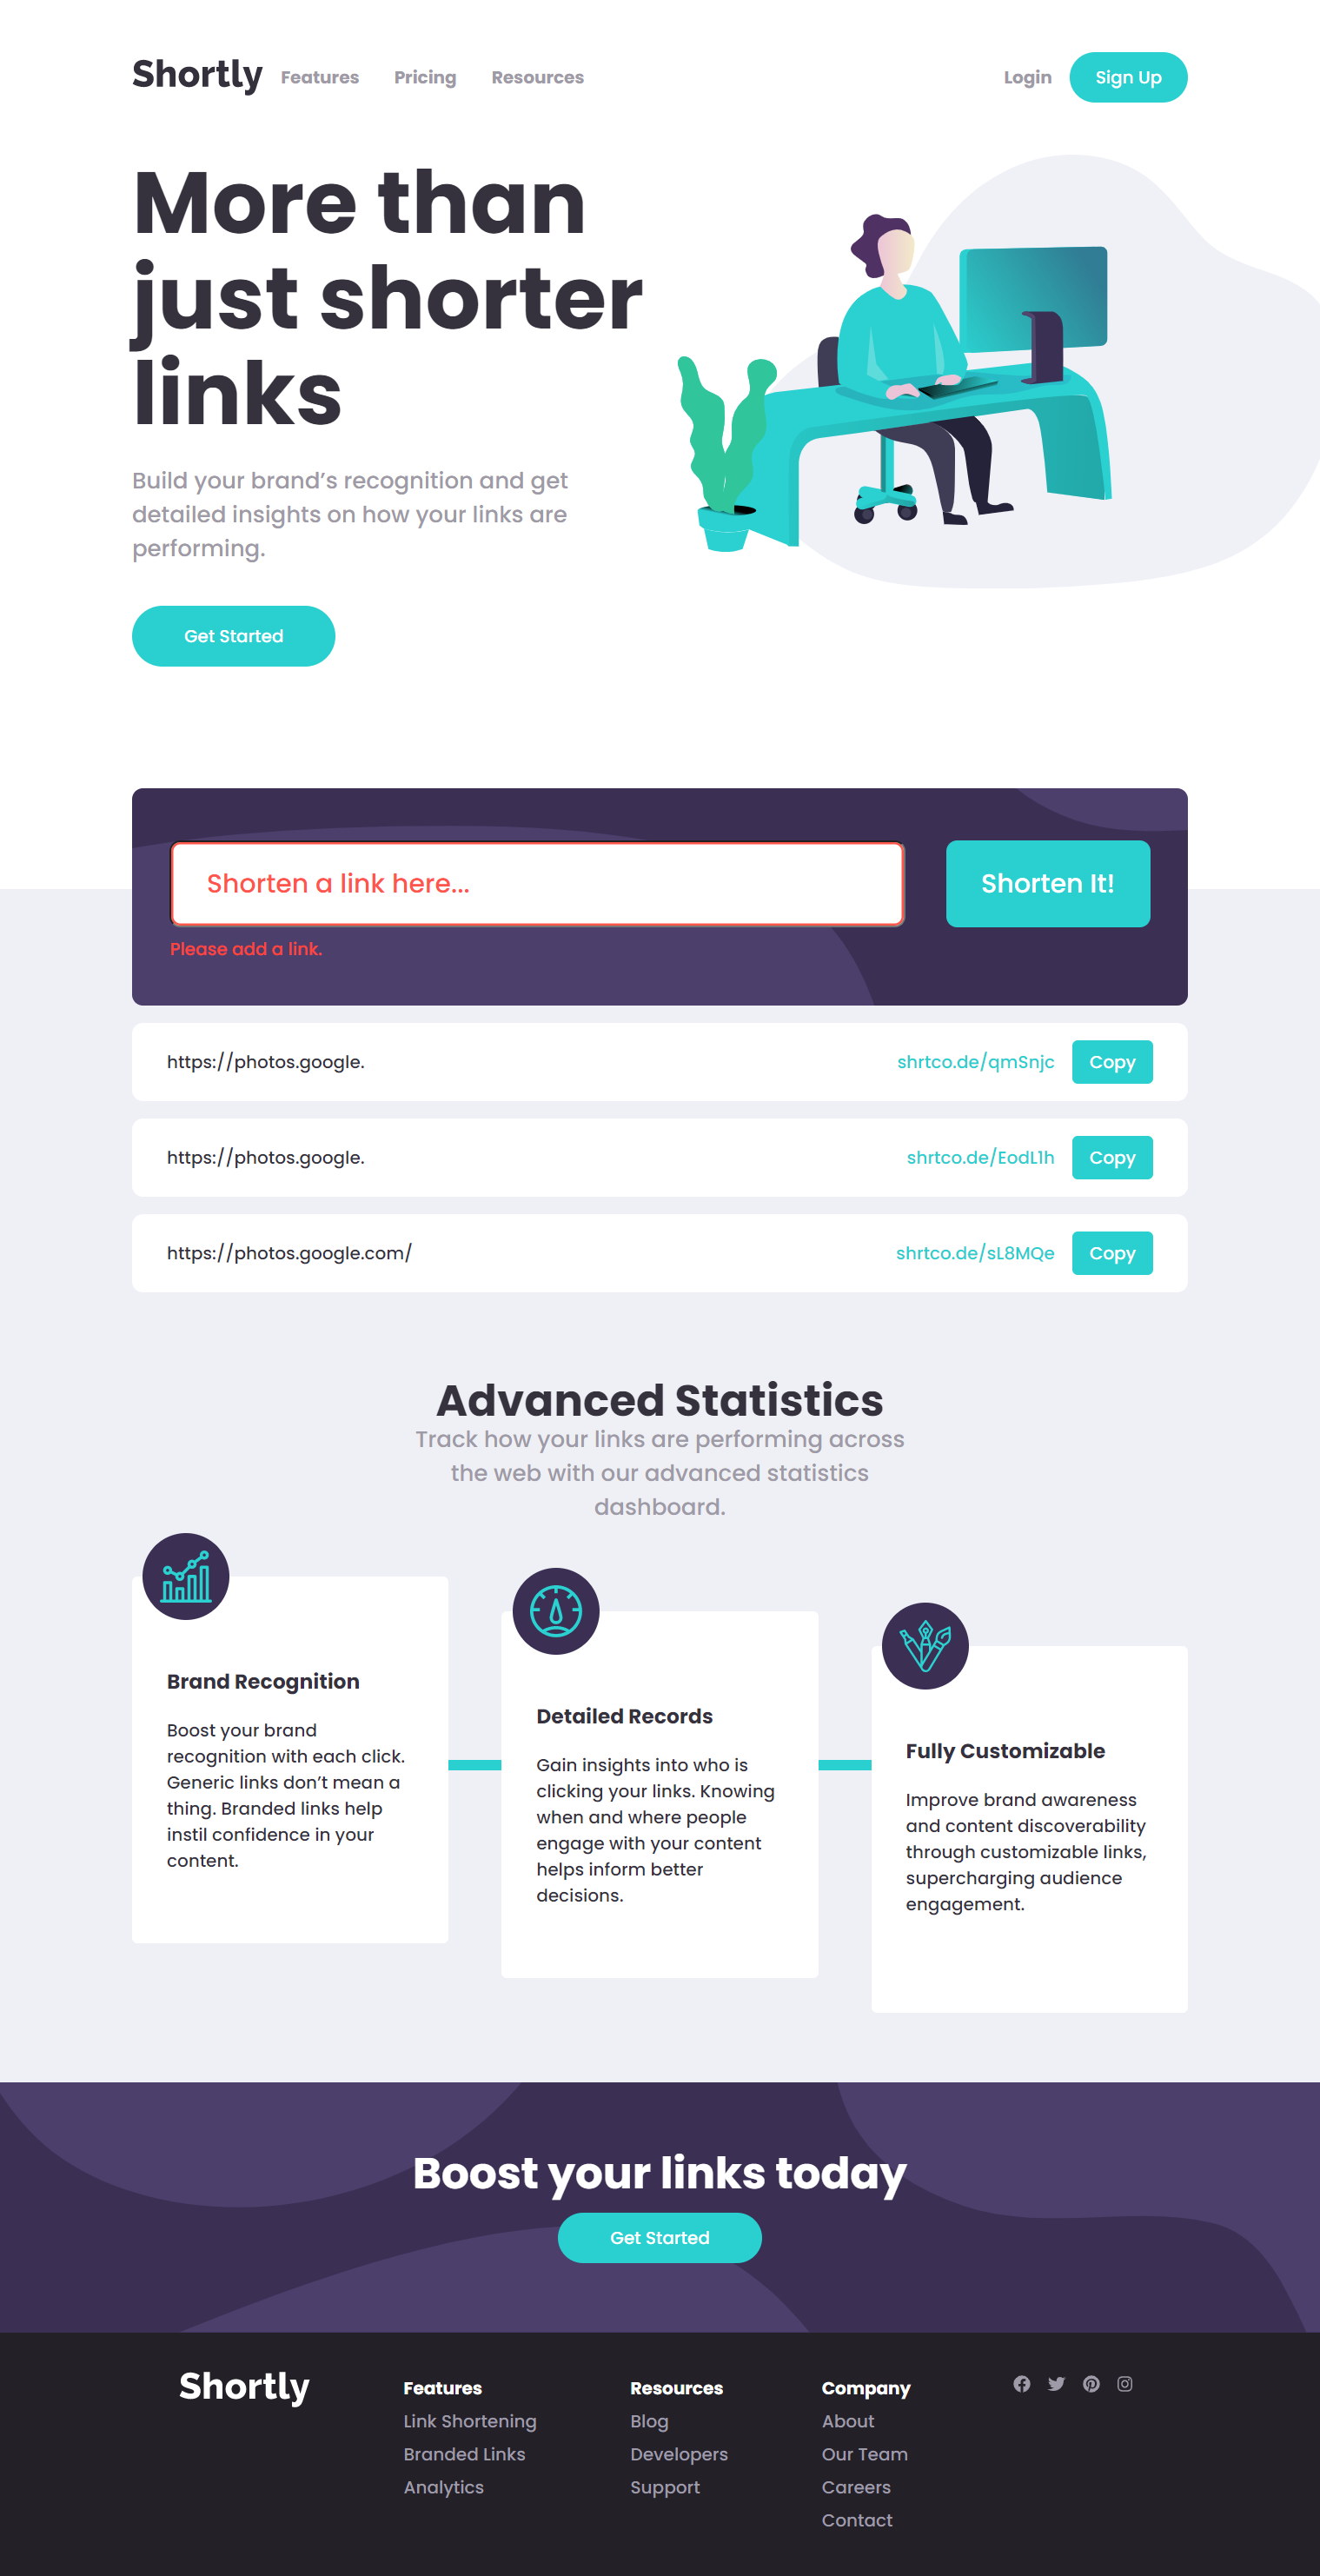 Shortly Features Pricing Resources Login Sign Up
More than
just shorter
links
Build your brand’s recognition and get
detailed insights on how your links are
performing.
Get Started
Shorten a link here...
Shorten It!
Please add a link.
https://photos.google. shrtco.de/qmSnjc Copy
https://photos.google. shrtco.de/EodL1h Copy
https://photos.google.com/ shrtco.de/sL8MQe Copy
Advanced Statistics
Track how your links are performing across
the web with our advanced statistics
dashboard.
Brand Recognition
Boost your brand
recognition with each click.
Generic links don’t mean a
thing. Branded links help
instil confidence in your
content.
Detailed Records
Gain insights into who is
clicking your links. Knowing
when and where people
engage with your content
helps inform better
decisions.
Fully Customizable
Improve brand awareness
and content discoverability
through customizable links,
supercharging audience
engagement.
Boost your links today
Get Started
Shortly
Features
Link Shortening
Branded Links
Analytics
Resources
Blog
Developers
Support
Company
About
Our Team
Careers
Contact